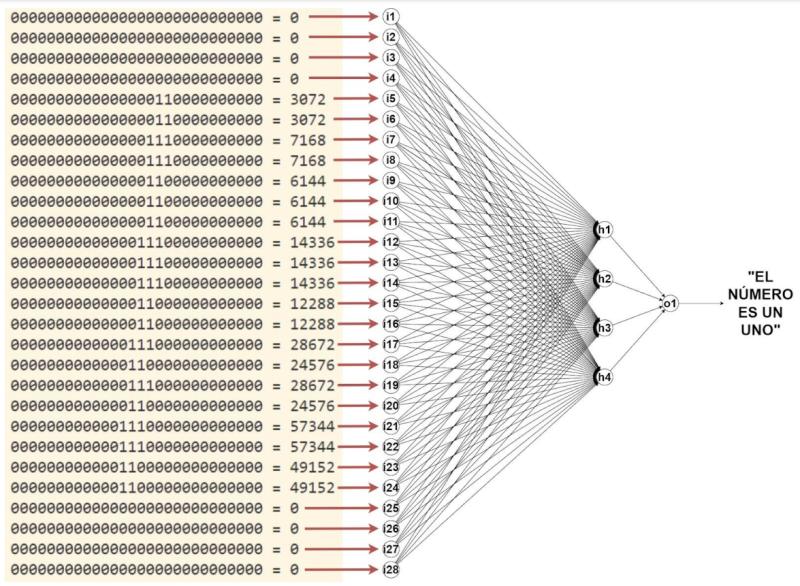 0000000000000000000000000000 = 0 i1
0000000000000000000000000000 = 0 i2
0000000000000000000000000000 = 0 i3
0000000000000000000000000000 = 0 i4
0000000000000000110000000000 = 3072 i5
0000000000000000110000000000 = 3072 i6
0000000000000001110000000000 = 7168 i7
0000000000000001110000000000 = 7168 i8
0000000000000001100000000000 = 6144 i9
0000000000000001100000000000 = 6144 i10
0000000000000001100000000000 = 6144 i11
0000000000000011100000000000 = 14336 i12
0000000000000011100000000000 = 14336 i13
0000000000000011100000000000 = 14336 i14
0000000000000011000000000000 = 12288 i15
0000000000000011000000000000 = 12288 i16
0000000000000111000000000000 = 28672 i17
0000000000000110000000000000 = 24576 i18
0000000000000111000000000000 = 28672 i19
0000000000000110000000000000 = 24576 i20
0000000000001110000000000000 = 57344 i21
0000000000001110000000000000 = 57344 i22
0000000000001100000000000000 = 49152 i23
0000000000001100000000000000 = 49152 i24
0000000000000000000000000000 = 0 i25
0000000000000000000000000000 = 0 i26
0000000000000000000000000000 = 0 i27
0000000000000000000000000000 = 0 i28
h1
h2
h3
h4
o1
"EL
NÚMERO
ES UN
UNO"